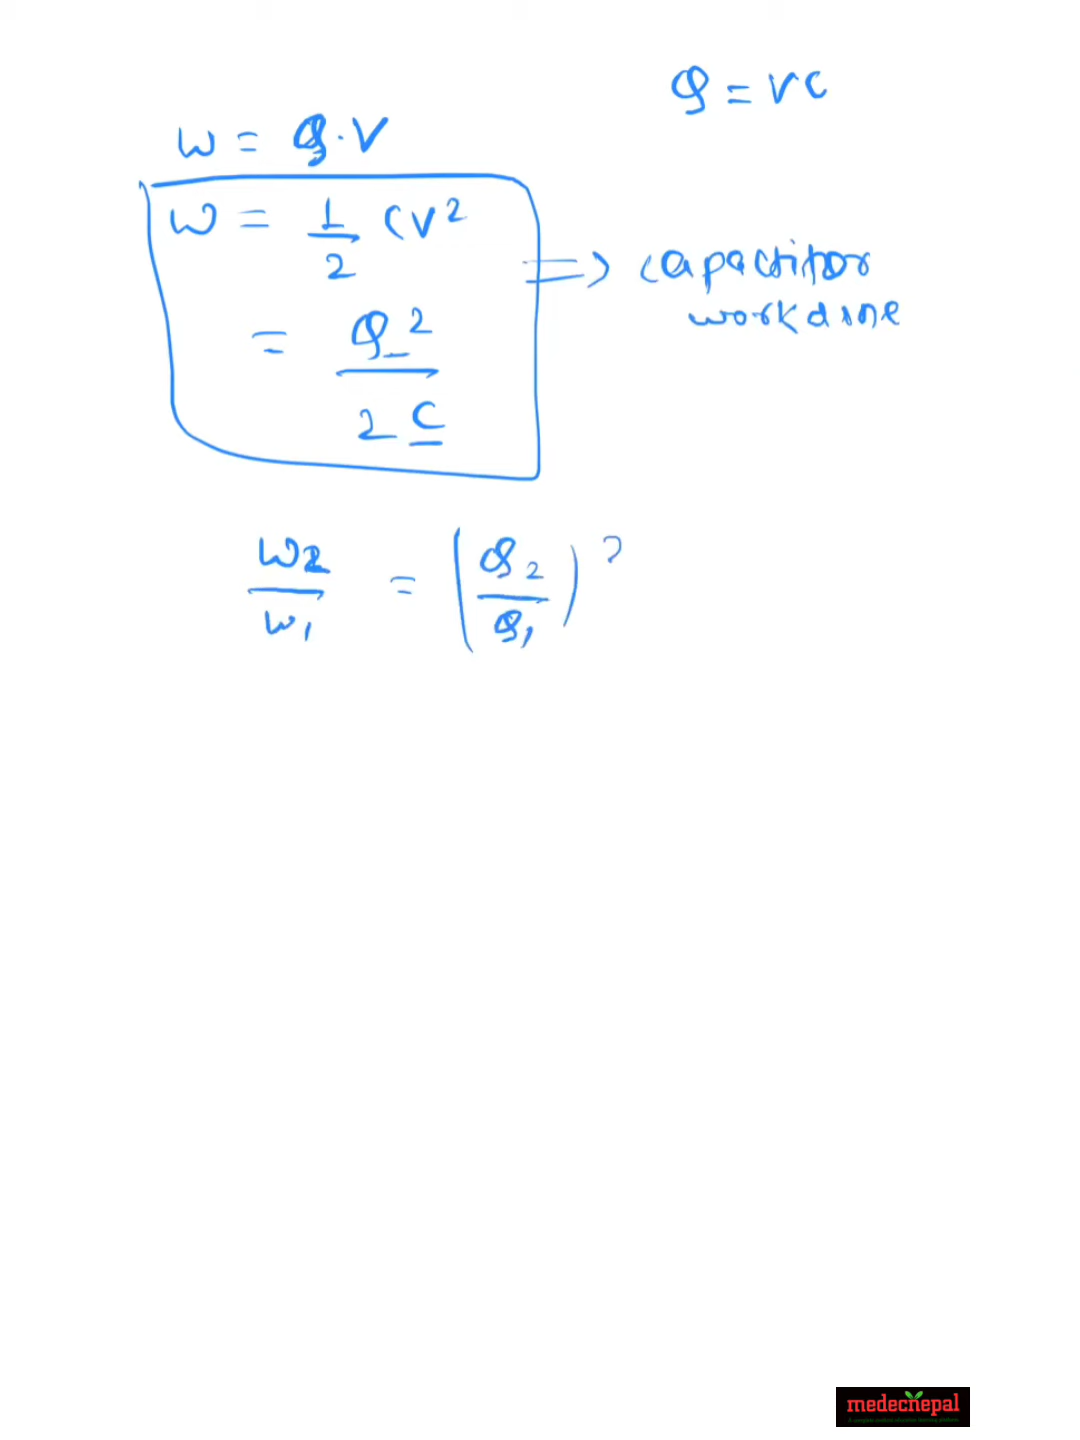 Q = VC
W = Q·V
W = 1/2 CV²
= Q²/2C
⇒ capacitor
workdone
W2/W1 = (Q2/Q1)²
medecnepal